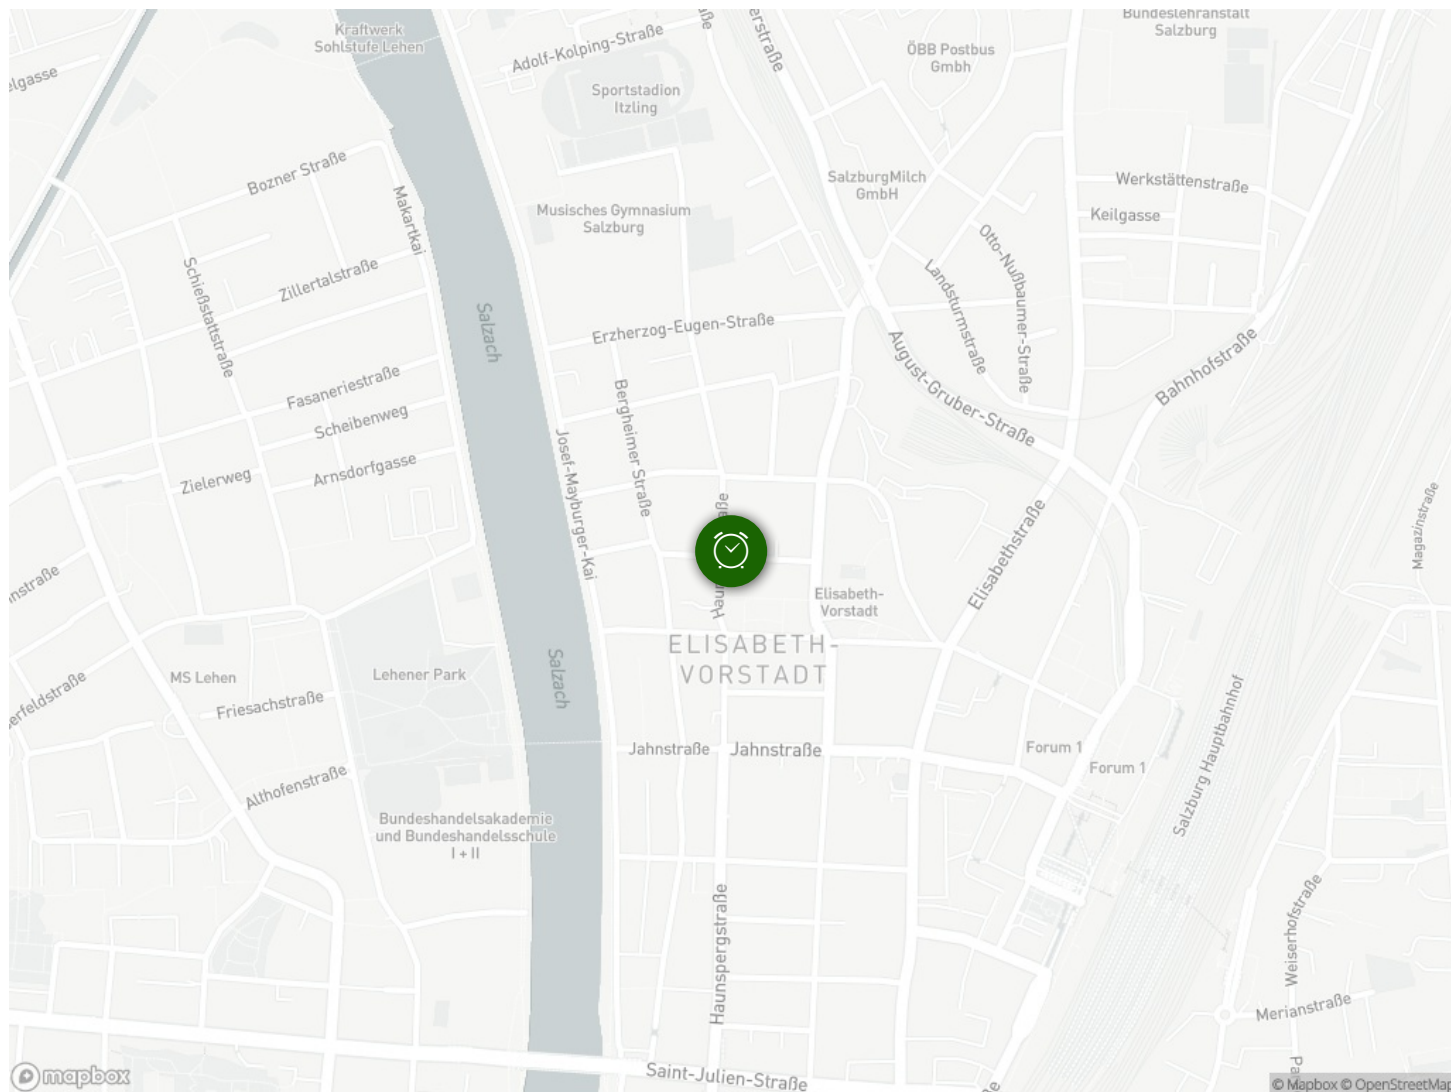 Kraftwerk
Sohlstufe Lehen
Adolf-Kolping-Straße
ÖBB Postbus
Gmbh
Bundeslehranstalt
Salzburg
Sportstadion
Itzling
Bozner Straße
Makartkai
SalzburgMilch
GmbH
Werkstättenstraße
Keilgasse
Musisches Gymnasium
Salzburg
Otto-Nußbaumer-Straße
Landsturmstraße
Schießstattstraße
Zillertalstraße
Salzach
Erzherzog-Eugen-Straße
August-Gruber-Straße
Bahnhofstraße
Fasaneriestraße
Scheibenweg
Bergheimer Straße
Josef-Mayburger-Kai
Zielerweg
Arnsdorfgasse
Elisabethstraße
Magazinstraße
Elisabeth-
Vorstadt
ELISABETH-
VORSTADT
MS Lehen
Lehener Park
Salzach
Friesachstraße
Salzburg Hauptbahnhof
Jahnstraße
Jahnstraße
Forum 1
Forum 1
Althofenstraße
Bundeshandelsakademie
und Bundeshandelsschule
I + II
Haunspergstraße
Weiserhofstraße
Merianstraße
Saint-Julien-Straße
mapbox
© Mapbox © OpenStreetMap